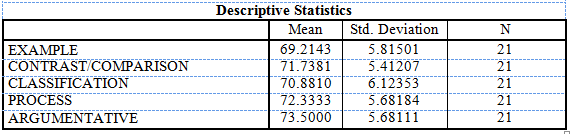 Descriptive Statistics
Mean Std. Deviation N
EXAMPLE 69.2143 5.81501 21
CONTRAST/COMPARISON 71.7381 5.41207 21
CLASSIFICATION 70.8810 6.12353 21
PROCESS 72.3333 5.68184 21
ARGUMENTATIVE 73.5000 5.68111 21